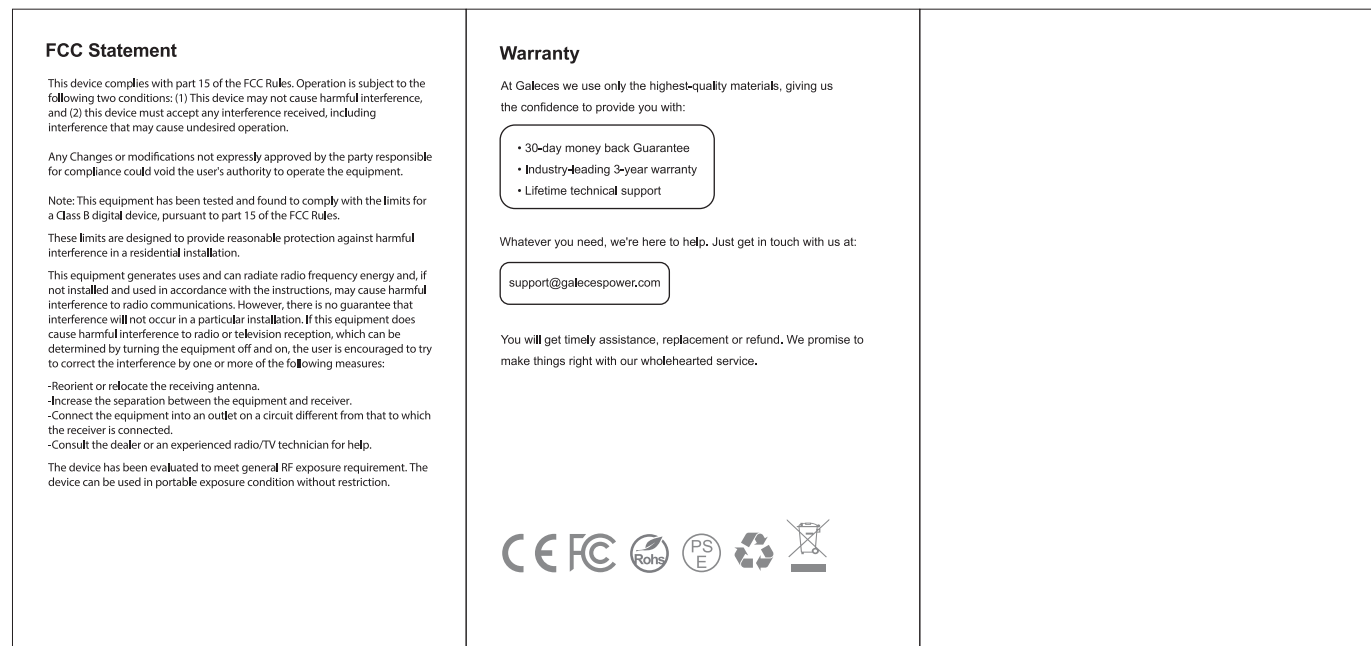 FCC Statement
This device complies with part 15 of the FCC Rules. Operation is subject to the
following two conditions: (1) This device may not cause harmful interference,
and (2) this device must accept any interference received, including
interference that may cause undesired operation.
Any Changes or modifications not expressly approved by the party responsible
for compliance could void the user's authority to operate the equipment.
Note: This equipment has been tested and found to comply with the limits for
a Class B digital device, pursuant to part 15 of the FCC Rules.
These limits are designed to provide reasonable protection against harmful
interference in a residential installation.
This equipment generates uses and can radiate radio frequency energy and, if
not installed and used in accordance with the instructions, may cause harmful
interference to radio communications. However, there is no guarantee that
interference will not occur in a particular installation. If this equipment does
cause harmful interference to radio or television reception, which can be
determined by turning the equipment off and on, the user is encouraged to try
to correct the interference by one or more of the following measures:
-Reorient or relocate the receiving antenna.
-Increase the separation between the equipment and receiver.
-Connect the equipment into an outlet on a circuit different from that to which
the receiver is connected.
-Consult the dealer or an experienced radio/TV technician for help.
The device has been evaluated to meet general RF exposure requirement. The
device can be used in portable exposure condition without restriction.
Warranty
At Galeces we use only the highest-quality materials, giving us
the confidence to provide you with:
• 30-day money back Guarantee
• Industry-leading 3-year warranty
• Lifetime technical support
Whatever you need, we're here to help. Just get in touch with us at:
support@galecespower.com
You will get timely assistance, replacement or refund. We promise to
make things right with our wholehearted service.
CE FC Rohs PS
E